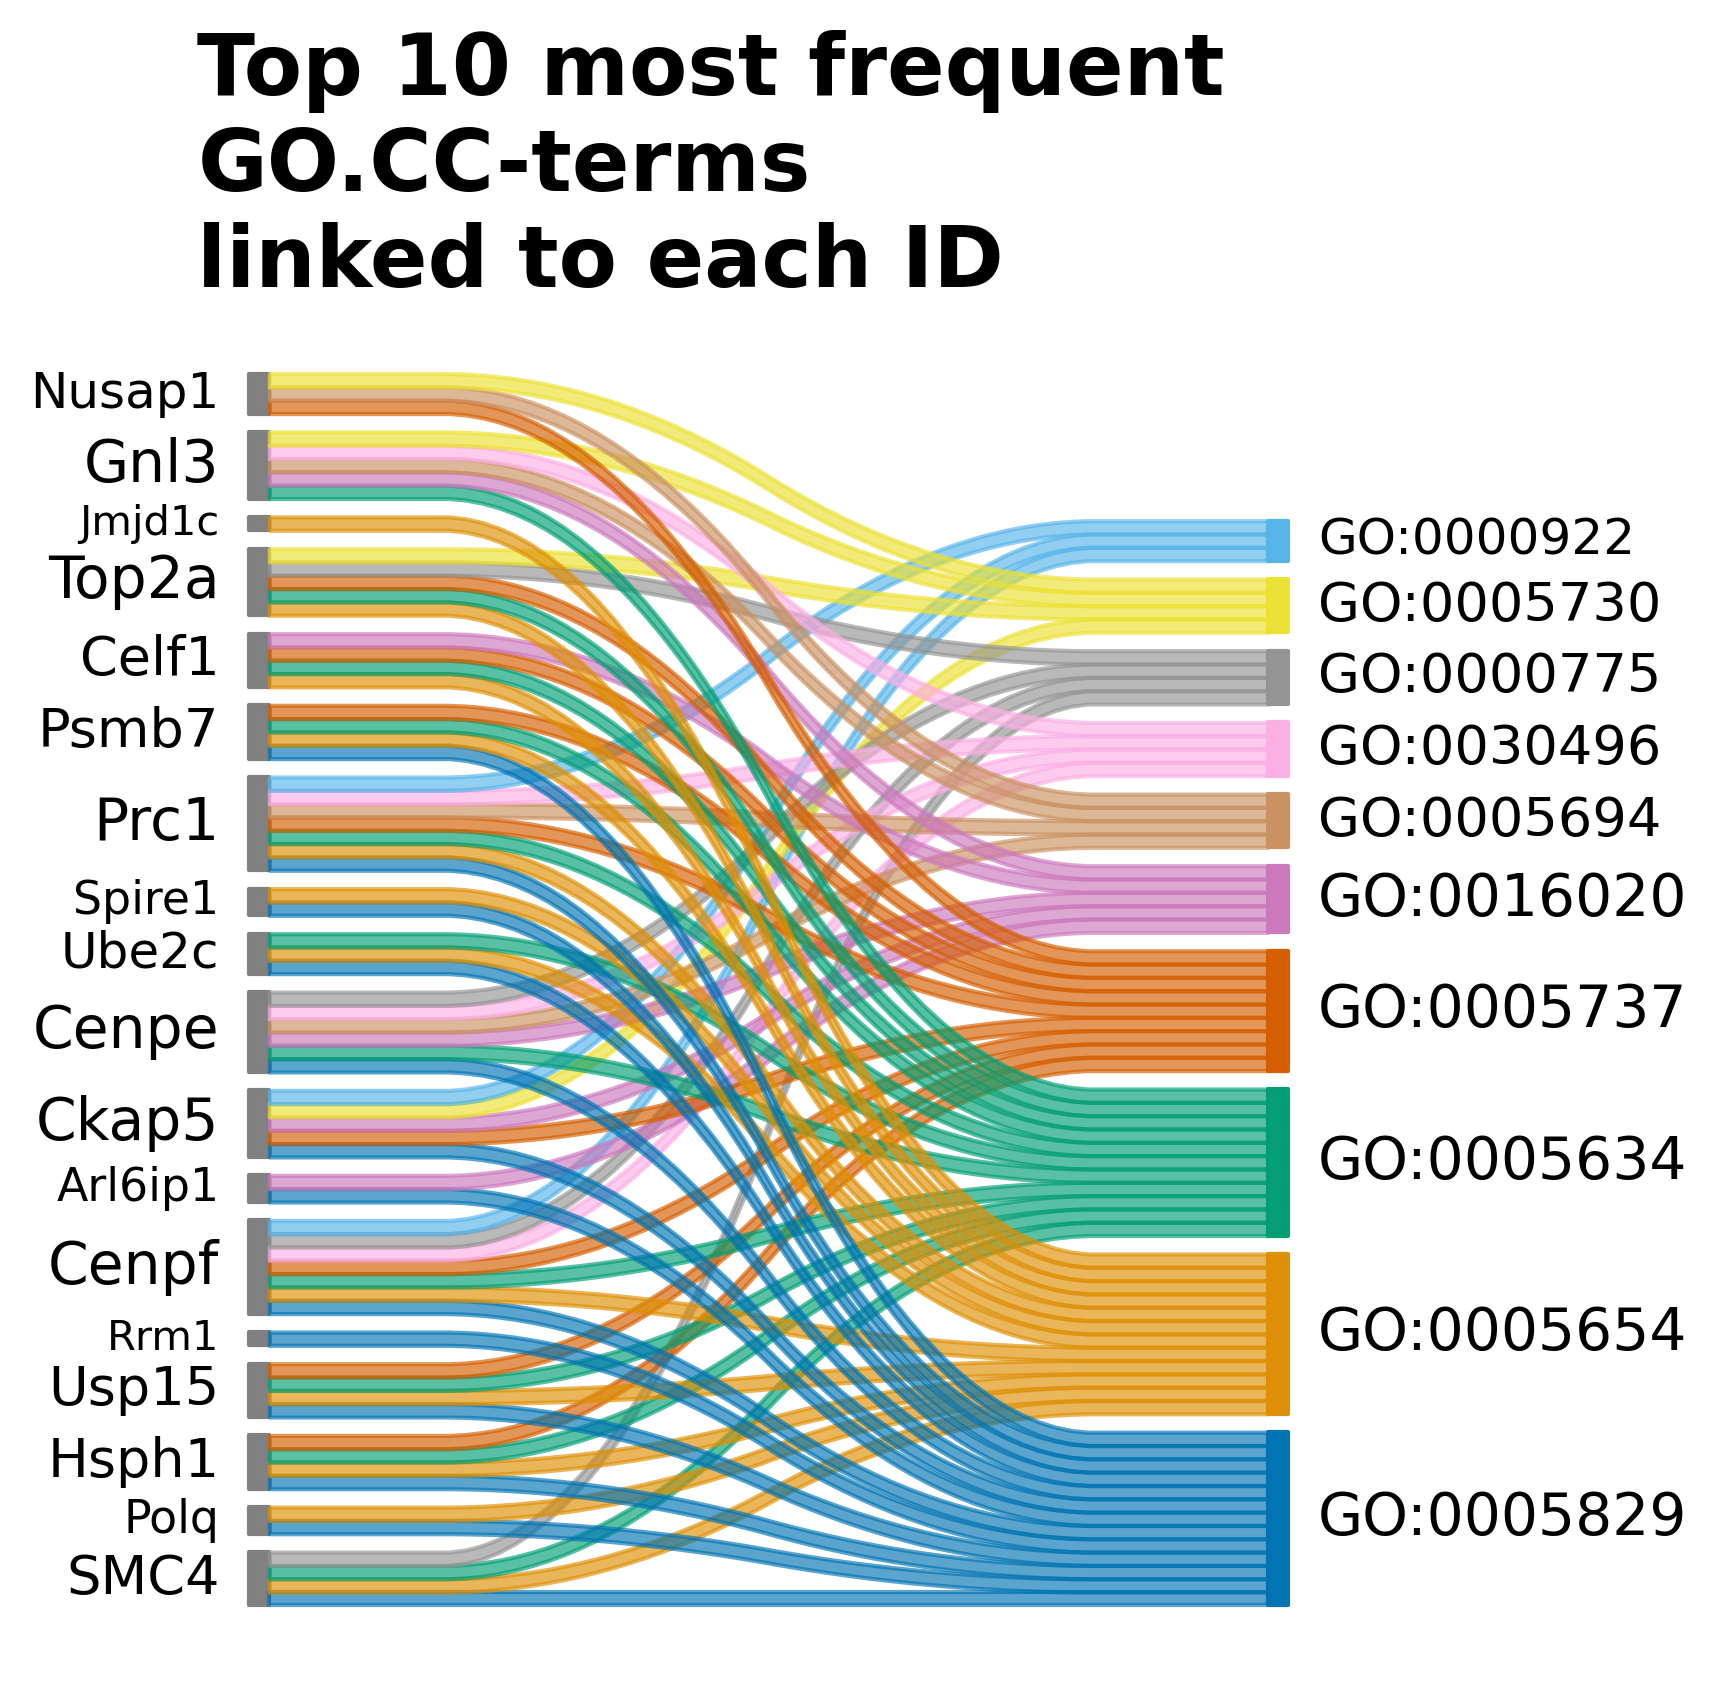 Top 10 most frequent
GO.CC-terms
linked to each ID
Nusap1
Gnl3
Jmjd1c
Top2a
Celf1
Psmb7
Prc1
Spire1
Ube2c
Cenpe
Ckap5
Arl6ip1
Cenpf
Rrm1
Usp15
Hsph1
Polq
SMC4
GO:0000922
GO:0005730
GO:0000775
GO:0030496
GO:0005694
GO:0016020
GO:0005737
GO:0005634
GO:0005654
GO:0005829